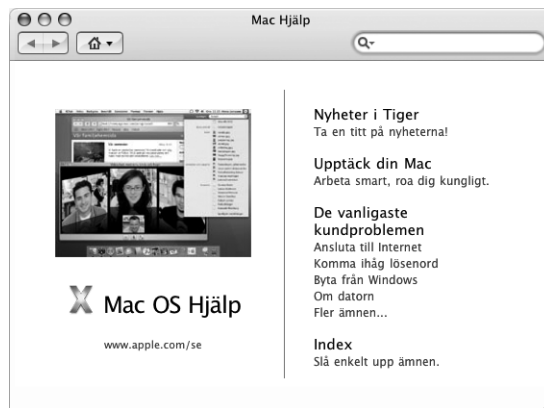 Mac Hjälp
Nyheter i Tiger
Ta en titt på nyheterna!
Upptäck din Mac
Arbeta smart, roa dig kungligt.
De vanligaste
kundproblemen
Ansluta till Internet
Komma ihåg lösenord
Byta från Windows
Om datorn
Fler ämnen...
Index
Slå enkelt upp ämnen.
X Mac OS Hjälp
www.apple.com/se